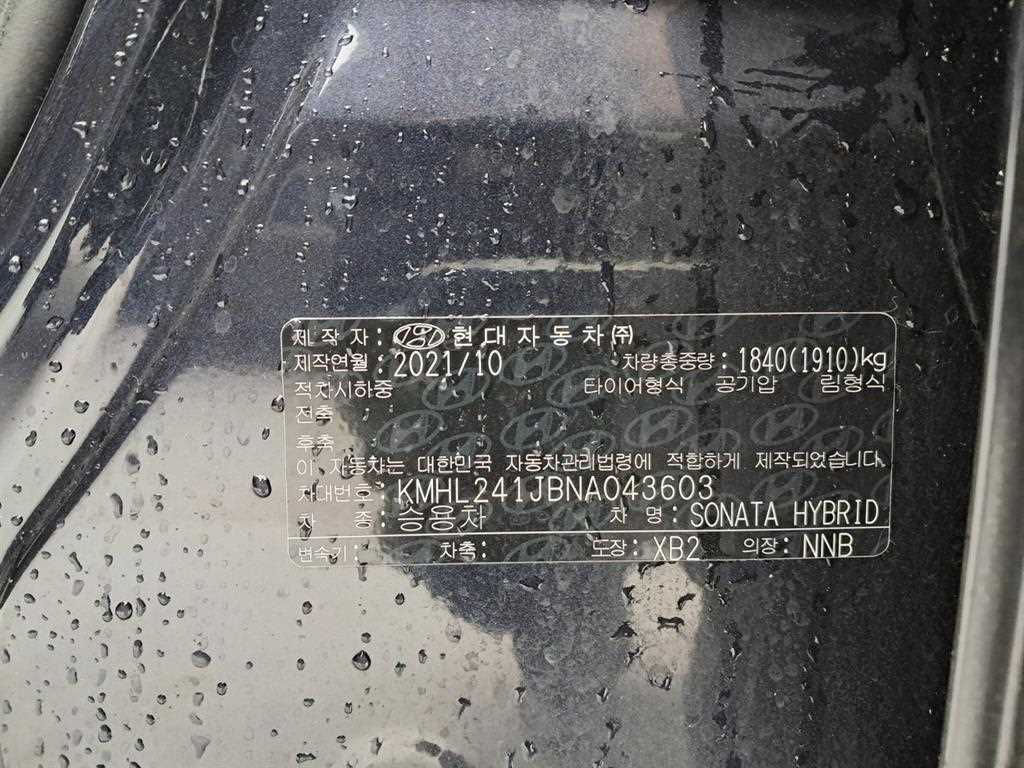 제 작 자 : 현 대 자 동 차 ㈜
제작연월 : 2021/10 차량총중량 : 1840(1910)kg
적차시하중 타이어형식 공기압 림형식
전축
후축
이 자동차는 대한민국 자동차관리법령에 적합하게 제작되었습니다.
차대번호 : KMHL241JBNA043603
차 종 : 승용차 차 명 : SONATA HYBRID
변속기 : 차축 : 도장 : XB2 의장 : NNB